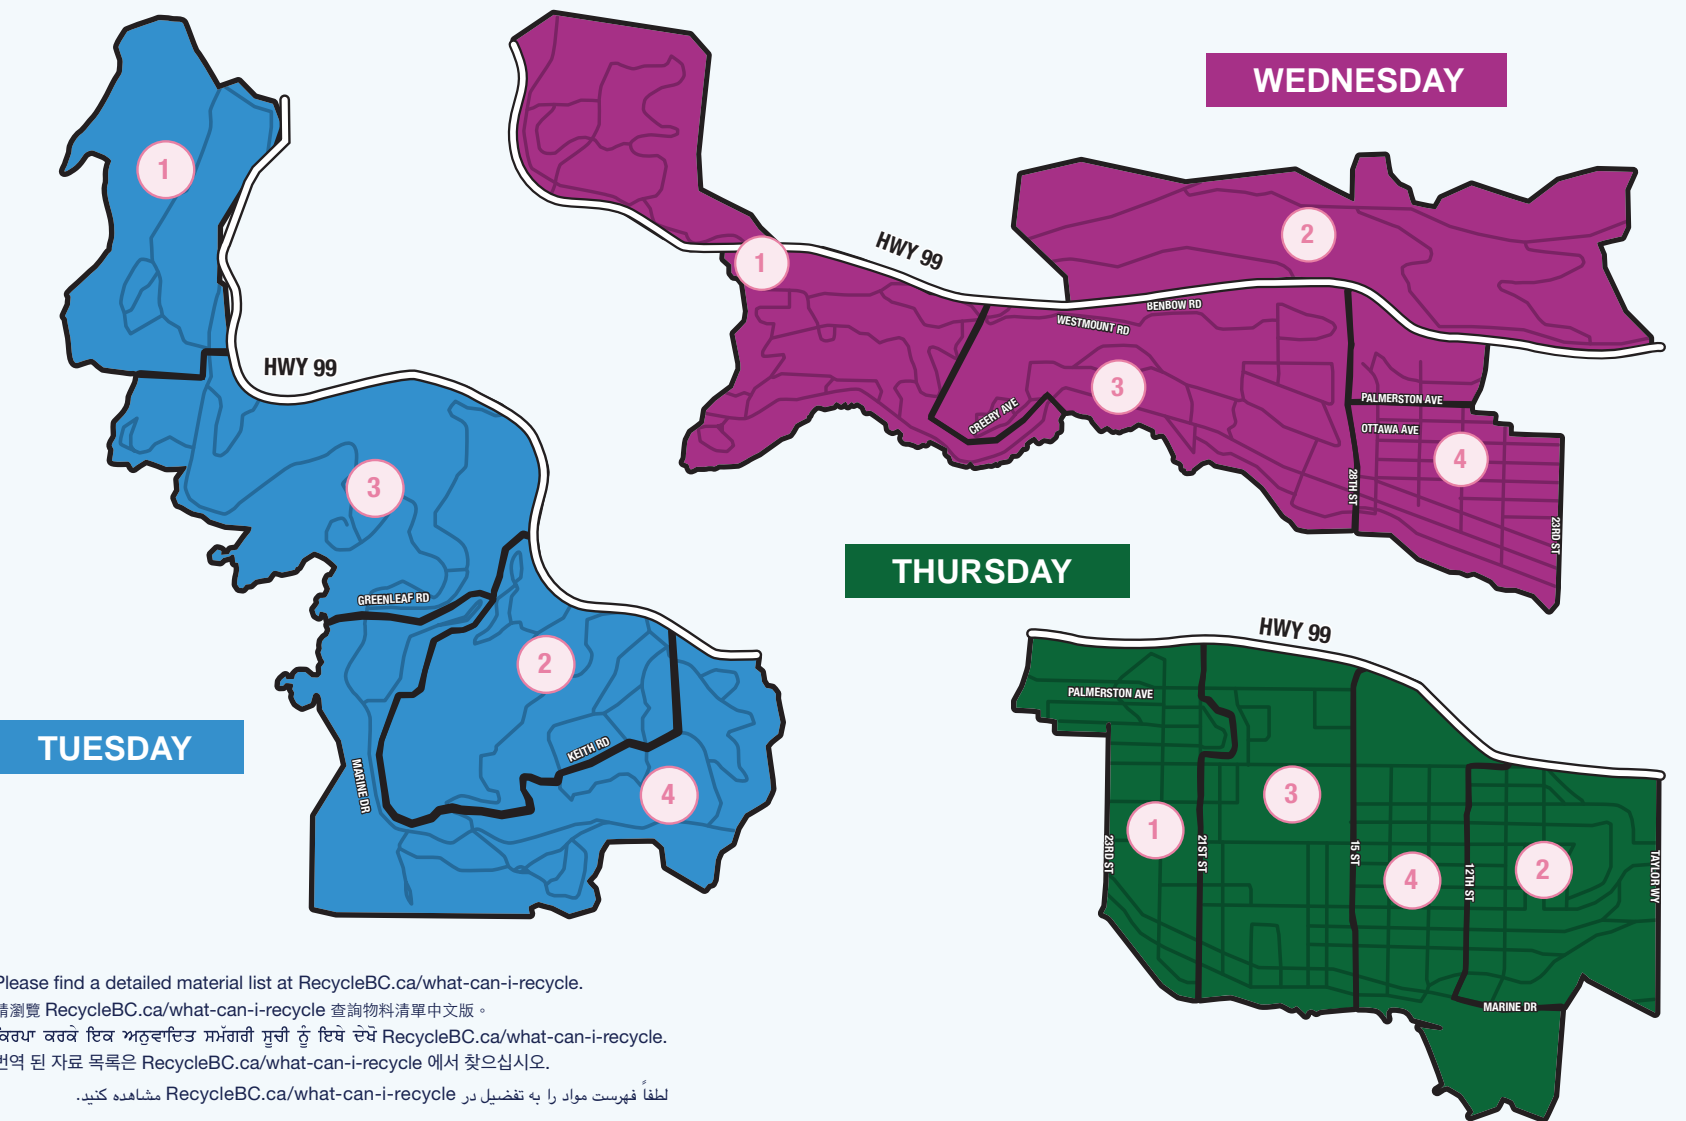 WEDNESDAY
1
2
HWY 99
1
BENBOW RD
WESTMOUNT RD
3
CREERY AVE
PALMERSTON AVE
OTTAWA AVE
4
28TH ST
23RD ST
HWY 99
3
GREENLEAF RD
2
KEITH RD
MARINE DR
4
TUESDAY
THURSDAY
HWY 99
PALMERSTON AVE
3
1
23RD ST
21ST ST
15 ST
4
12TH ST
2
TAYLOR WY
MARINE DR
Please find a detailed material list at RecycleBC.ca/what-can-i-recycle.
請瀏覽 RecycleBC.ca/what-can-i-recycle 查詢物料清單中文版。
ਕਿਰਪਾ ਕਰਕੇ ਇਕ ਅਨੁਵਾਦਿਤ ਸਮੱਗਰੀ ਸੂਚੀ ਨੂੰ ਇਥੇ ਦੇਖੋ RecycleBC.ca/what-can-i-recycle.
번역 된 자료 목록은 RecycleBC.ca/what-can-i-recycle 에서 찾으십시오.
لطفاً فهرست مواد را به تفضیل در RecycleBC.ca/what-can-i-recycle مشاهده کنید.